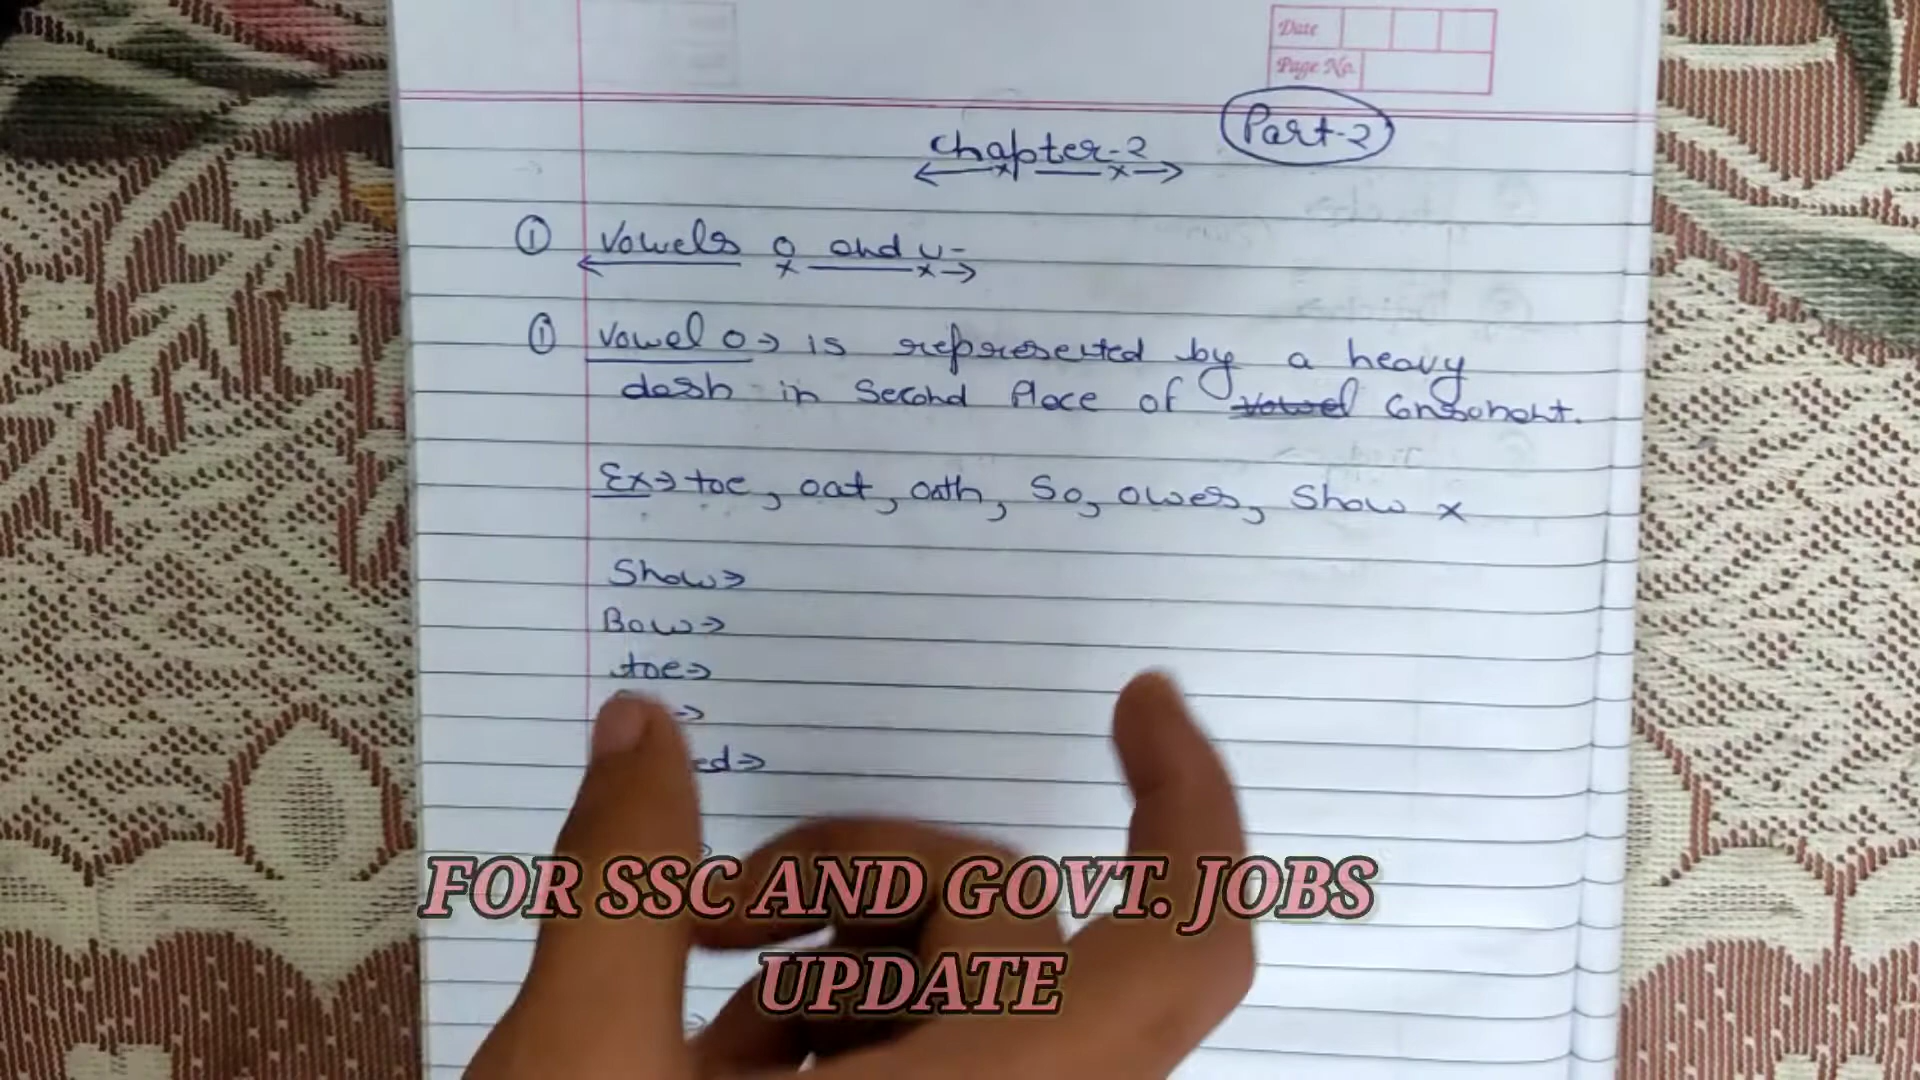 Date
Page No.
Part-2
Chapter-2
① Vowels o and u-
① Vowel o → is represented by a heavy
dash in Second Place of Consonant.
Ex → toe, oat, oath, So, owes, Show x
Show →
Bow →
toe →
FOR SSC AND GOVT. JOBS
UPDATE